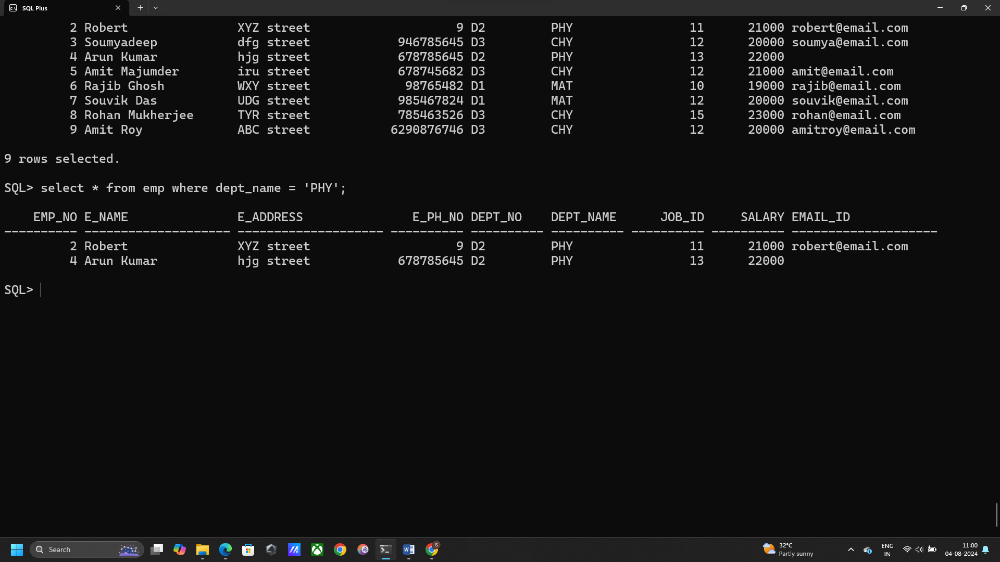 SQL Plus
2 Robert XYZ street 9 D2 PHY 11 21000 robert@email.com
3 Soumyadeep dfg street 946785645 D3 CHY 12 20000 soumya@email.com
4 Arun Kumar hjg street 678785645 D2 PHY 13 22000
5 Amit Majumder iru street 678745682 D3 CHY 12 21000 amit@email.com
6 Rajib Ghosh WXY street 98765482 D1 MAT 10 19000 rajib@email.com
7 Souvik Das UDG street 985467824 D1 MAT 12 20000 souvik@email.com
8 Rohan Mukherjee TYR street 785463526 D3 CHY 15 23000 rohan@email.com
9 Amit Roy ABC street 6290876746 D3 CHY 12 20000 amitroy@email.com
9 rows selected.
SQL> select * from emp where dept_name = 'PHY';
EMP_NO E_NAME E_ADDRESS E_PH_NO DEPT_NO DEPT_NAME JOB_ID SALARY EMAIL_ID
---------- -------------------- -------------------- ---------- ---------- ---------- ---------- ---------- --------------------
2 Robert XYZ street 9 D2 PHY 11 21000 robert@email.com
4 Arun Kumar hjg street 678785645 D2 PHY 13 22000
SQL>
Search
32°C
Partly sunny
ENG
IN
11:00
04-08-2024